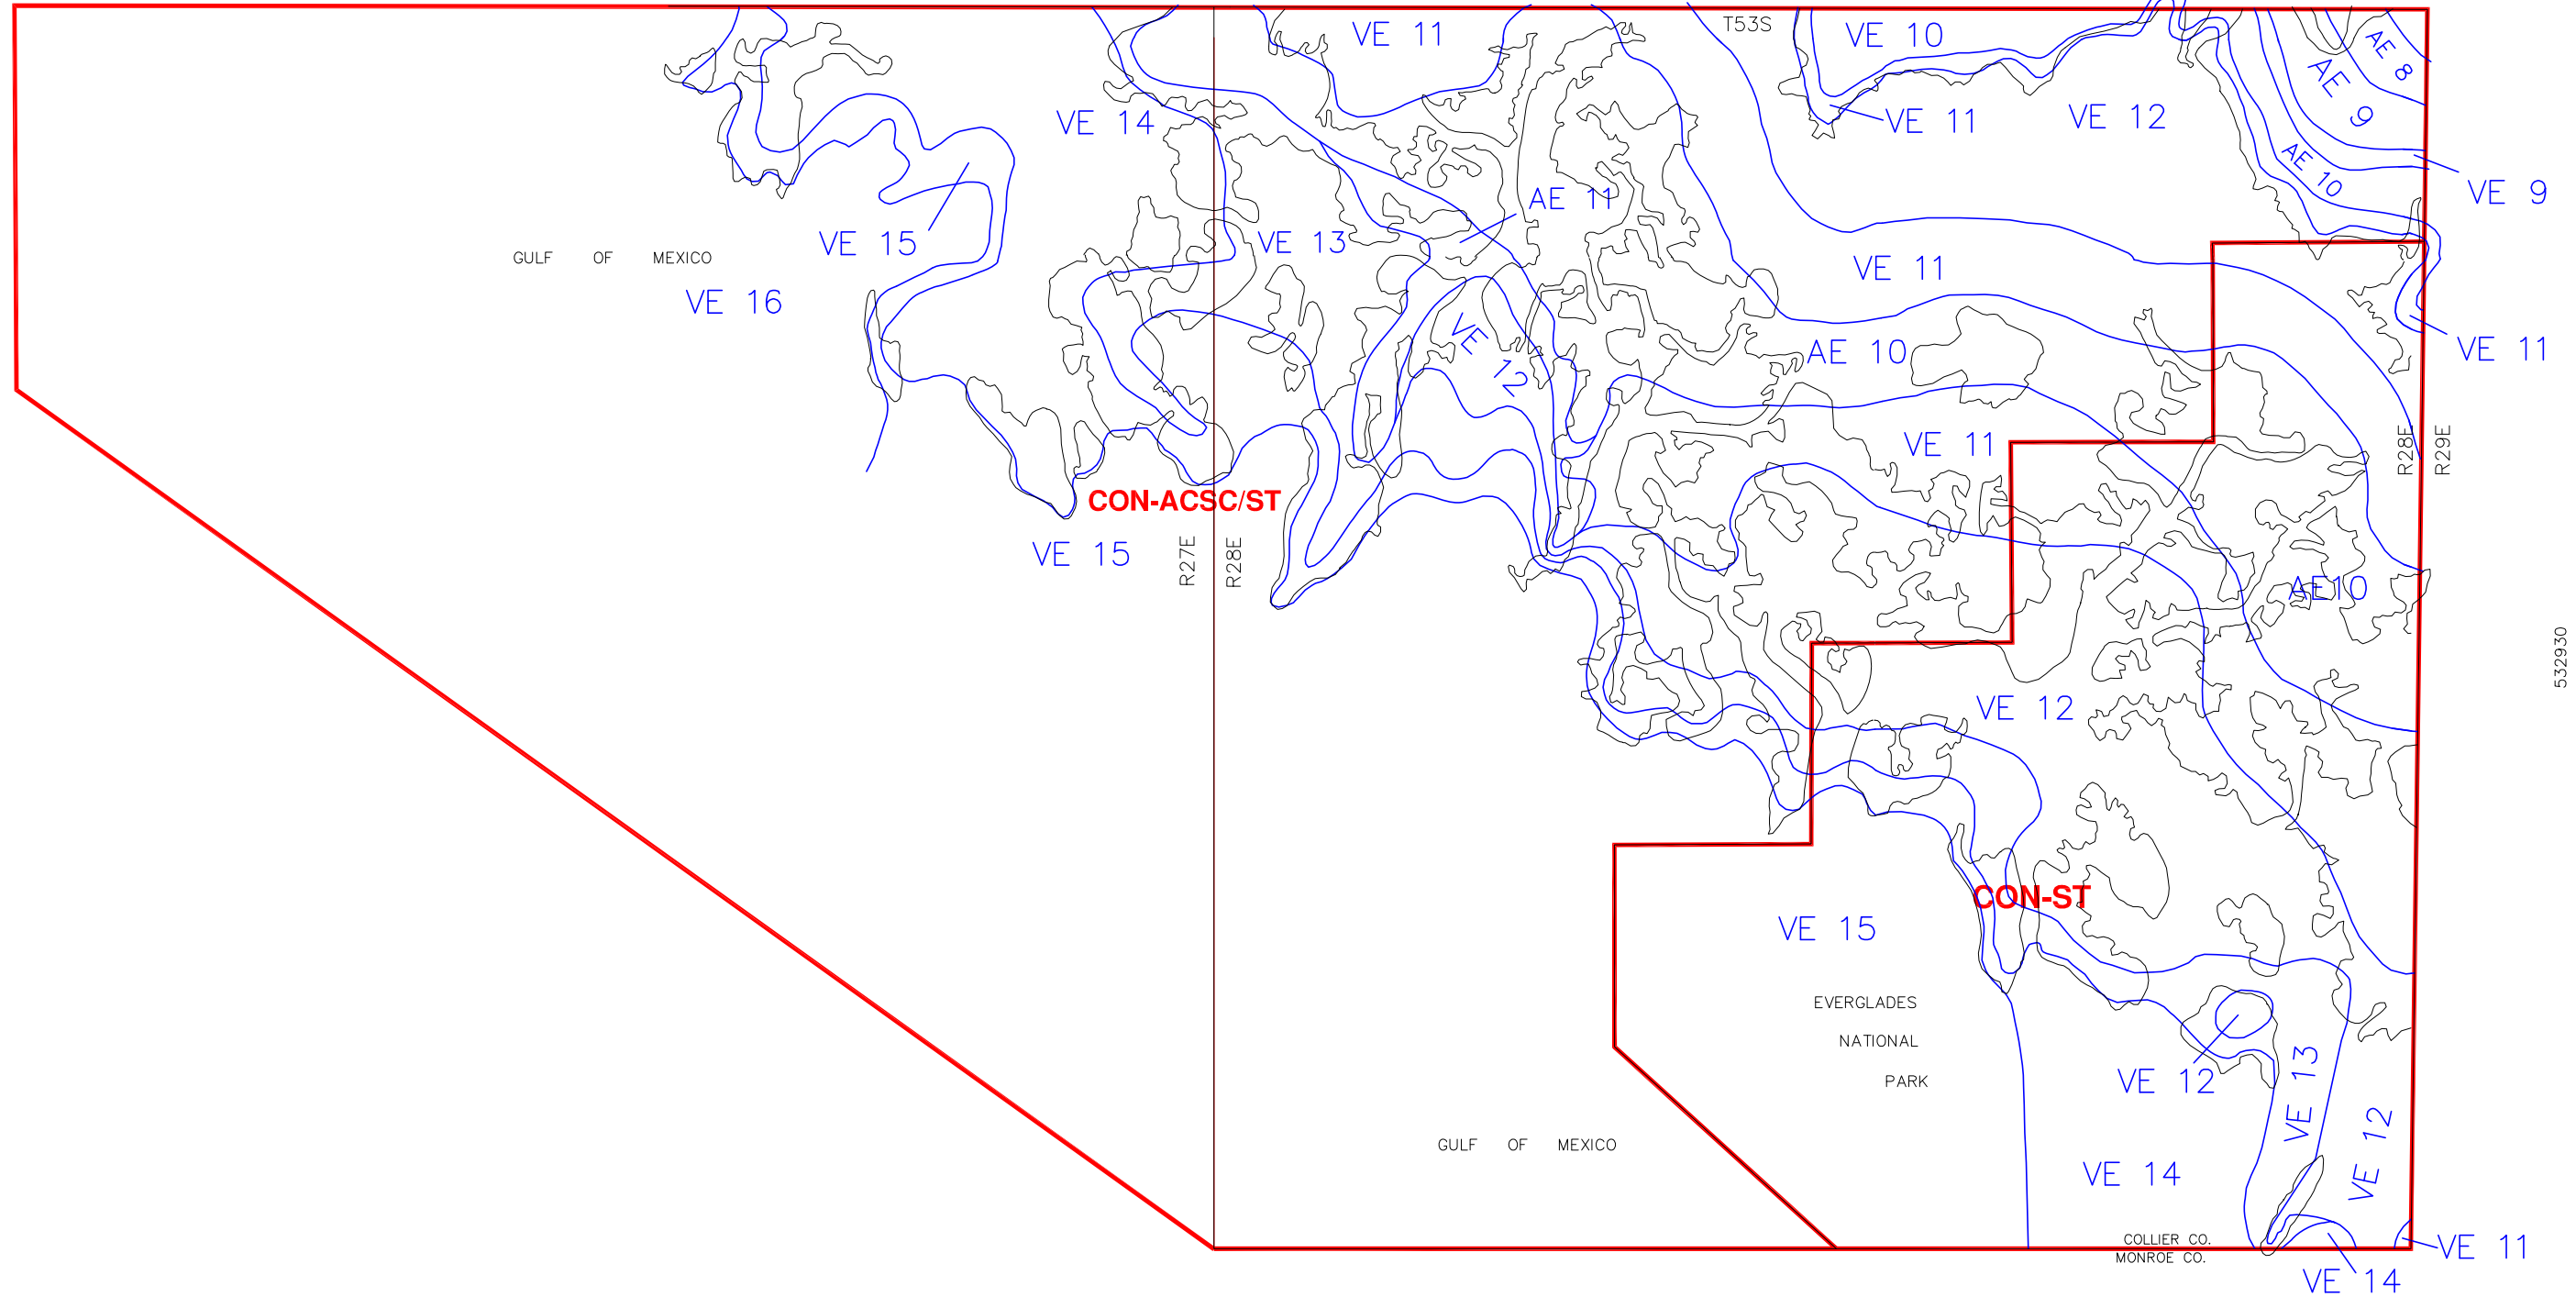 T53S
VE 11
VE 10
AE 8
AE 9
VE 14
VE 11
VE 12
AE 10
VE 9
AE 11
VE 15
VE 13
GULF OF MEXICO
VE 11
VE 16
VE 12
AE 10
VE 11
VE 11
R28E
R29E
CON-ACSC/ST
VE 15
R27E
R28E
AE10
532930
VE 12
CON-ST
VE 15
EVERGLADES
NATIONAL
PARK
VE 12
VE 13
VE 12
GULF OF MEXICO
VE 14
COLLIER CO.
MONROE CO.
VE 11
VE 14